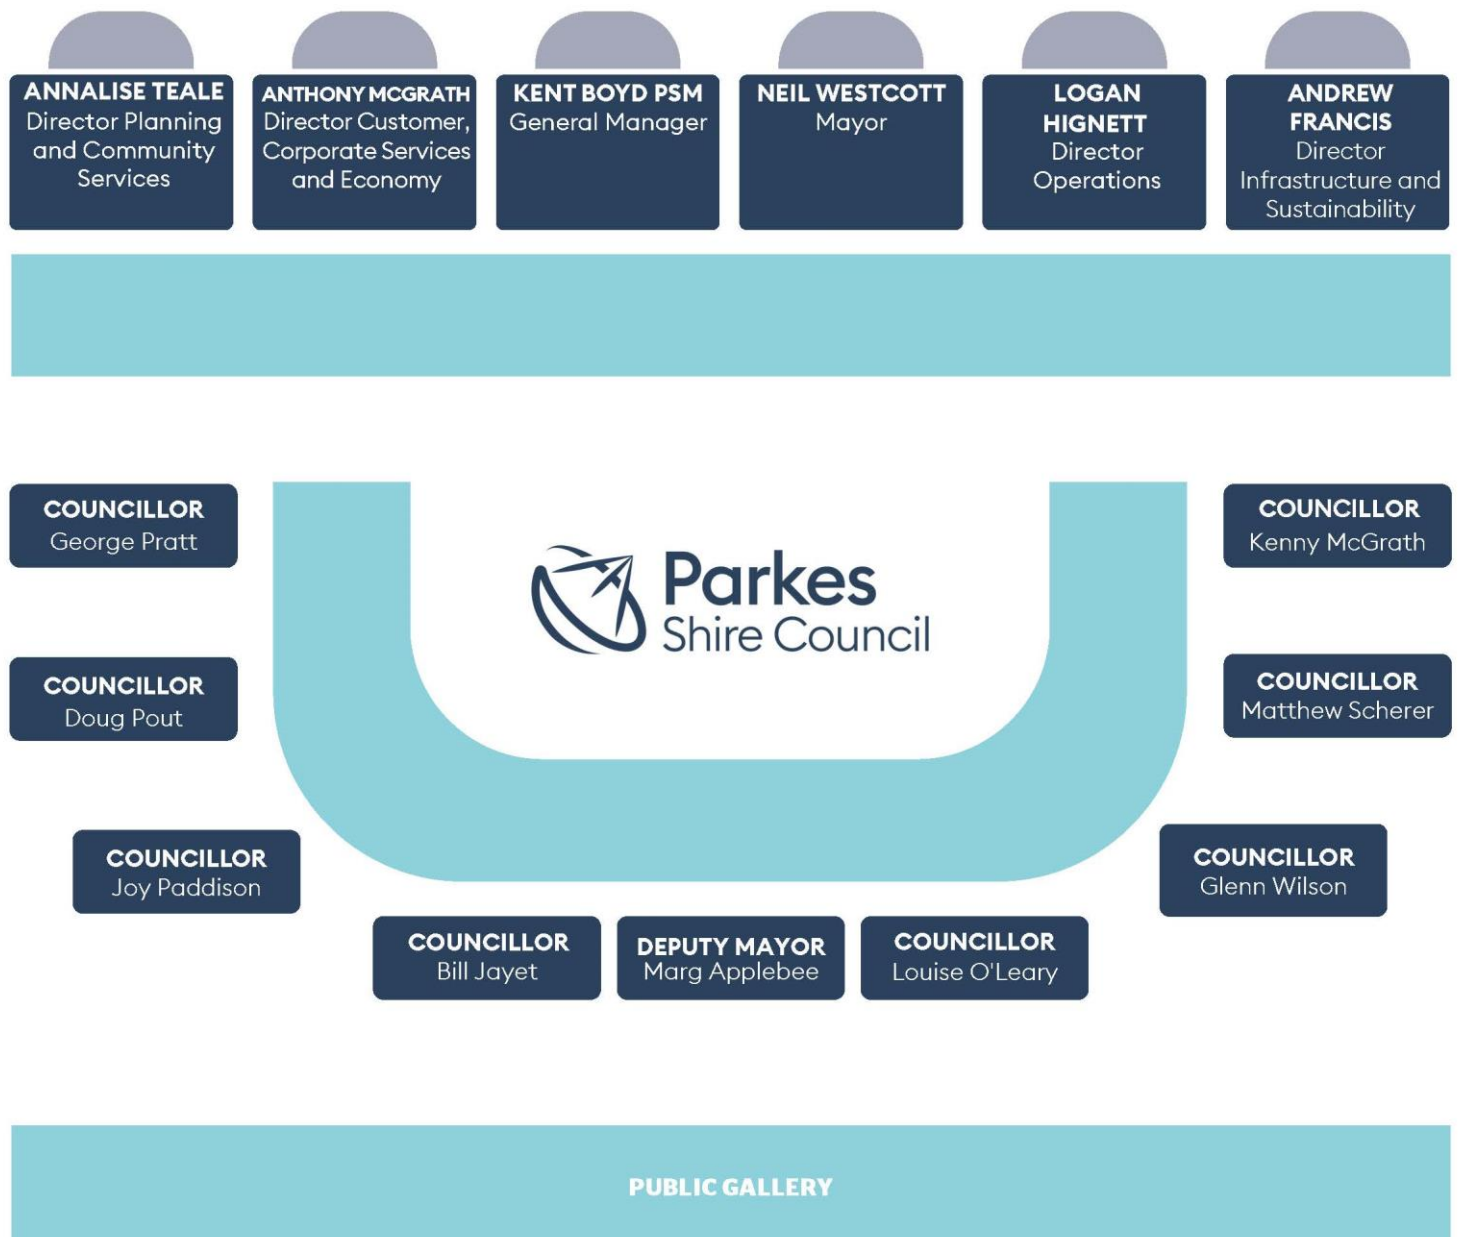 ANNALISE TEALE
Director Planning
and Community
Services
ANTHONY MCGRATH
Director Customer,
Corporate Services
and Economy
KENT BOYD PSM
General Manager
NEIL WESTCOTT
Mayor
LOGAN
HIGNETT
Director
Operations
ANDREW
FRANCIS
Director
Infrastructure and
Sustainability
COUNCILLOR
George Pratt
Parkes
Shire Council
COUNCILLOR
Kenny McGrath
COUNCILLOR
Doug Pout
COUNCILLOR
Matthew Scherer
COUNCILLOR
Joy Paddison
COUNCILLOR
Glenn Wilson
COUNCILLOR
Bill Jayet
DEPUTY MAYOR
Marg Applebee
COUNCILLOR
Louise O'Leary
PUBLIC GALLERY